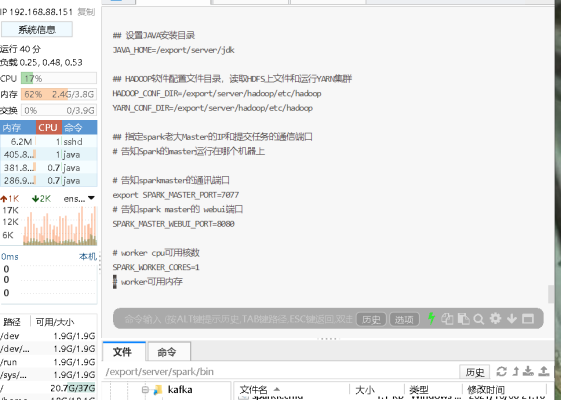 IP 192.168.88.151 复制
系统信息
运行 40 分
负载 0.25, 0.48, 0.53
CPU 17%
内存 62% 2.4G/3.8G
交换 0% 0/3.9G
内存 CPU 命令
6.2M 1 sshd
405.8... 1 java
381.8... 0.7 java
286.9... 0.7 java
1K 2K ens...
17K
12K
6K
0ms 本机
0
0
0
路径 可用/大小
/dev 1.9G/1.9G
/dev/... 1.9G/1.9G
/run 1.9G/1.9G
/sys/... 1.9G/1.9G
/ 20.7G/37G
## 设置JAVA安装目录
JAVA_HOME=/export/server/jdk
## HADOOP软件配置文件目录，读取HDFS上文件和运行YARN集群
HADOOP_CONF_DIR=/export/server/hadoop/etc/hadoop
YARN_CONF_DIR=/export/server/hadoop/etc/hadoop
## 指定spark老大Master的IP和提交任务的通信端口
# 告知Spark的master运行在哪个机器上
# 告知sparkmaster的通讯端口
export SPARK_MASTER_PORT=7077
# 告知spark master的 webui端口
SPARK_MASTER_WEBUI_PORT=8080
# worker cpu可用核数
SPARK_WORKER_CORES=1
# worker可用内存
命令输入 (按ALT键提示历史,TAB键路径,ESC键返回,双击
历史 选项
文件 命令
/export/server/spark/bin 历史
kafka
文件名 大小 类型 修改时间